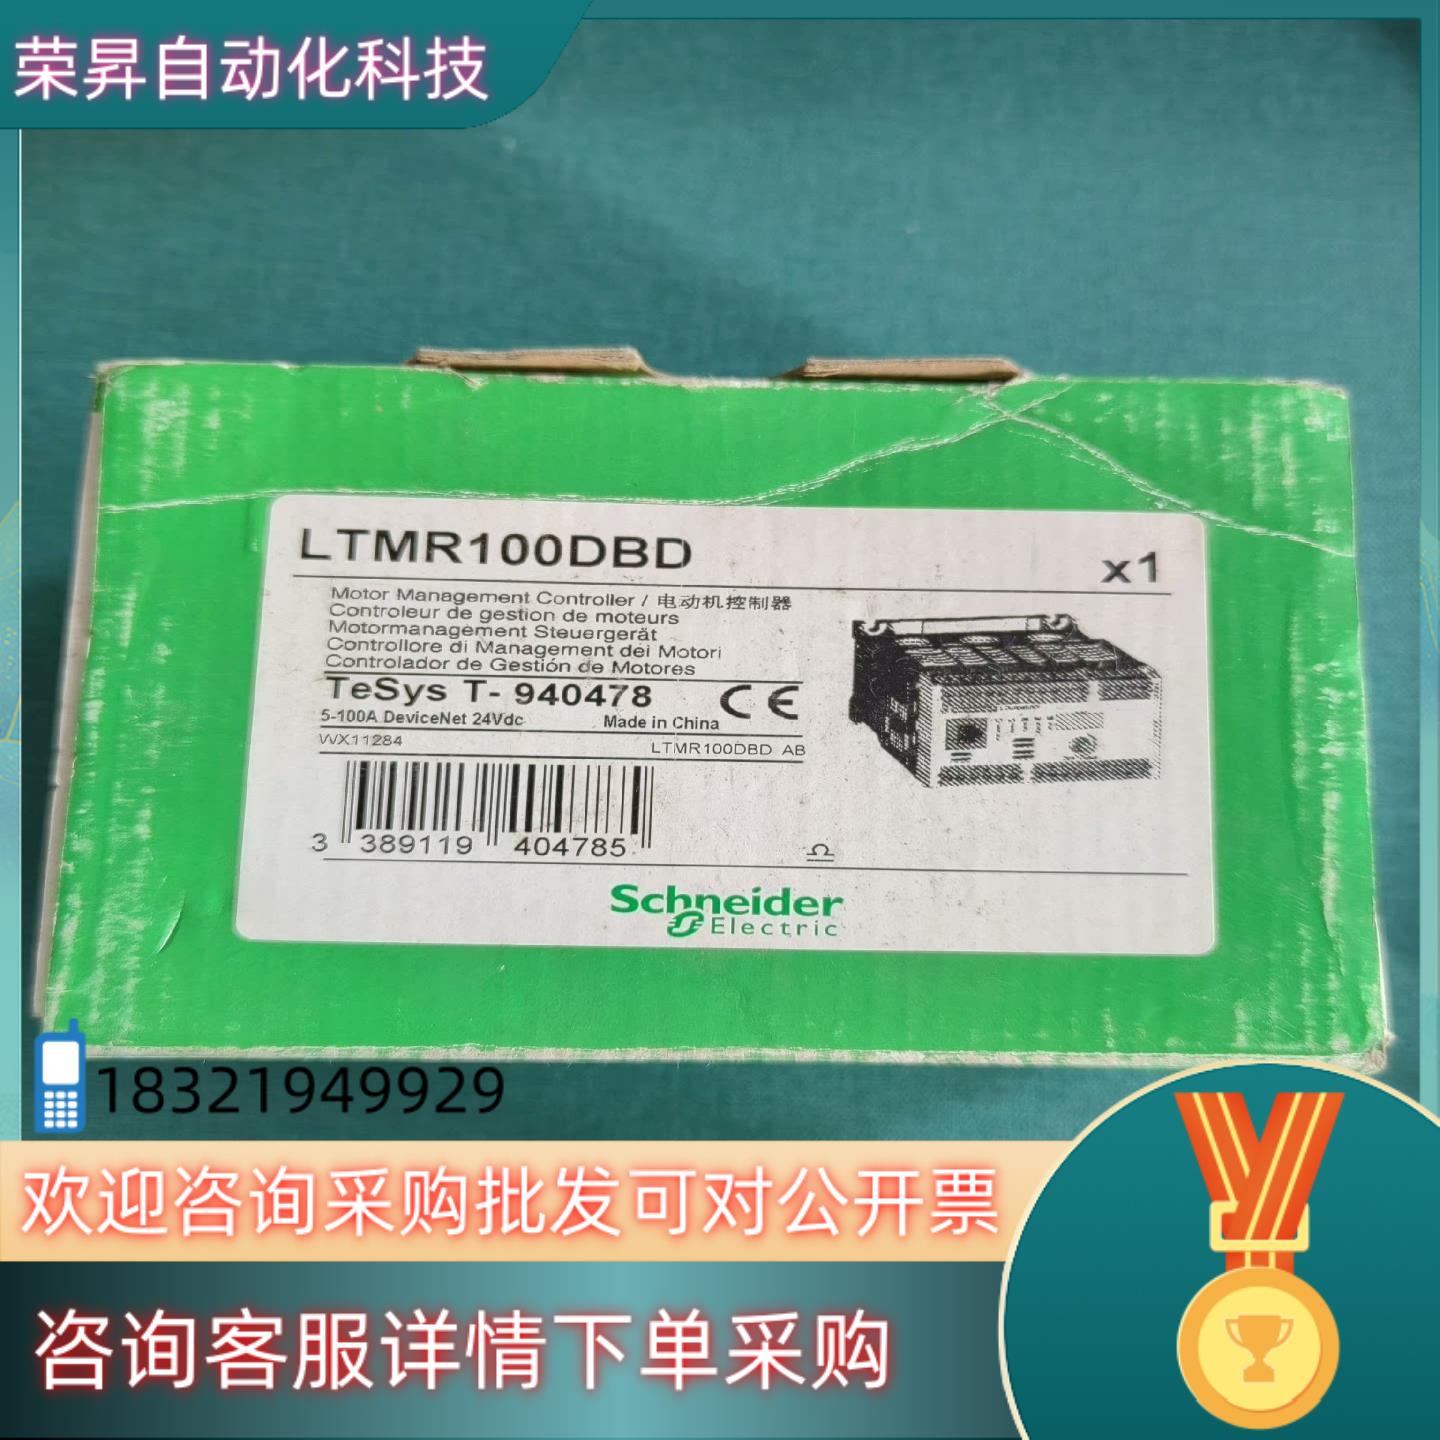 荣昇自动化科技
LTMR100DBD
x1
Motor Management Controller / 电动机控制器
Controleur de gestion de moteurs
Motormanagement Steuergerät
Controllore di Management dei Motori
Controlador de Gestión de Motores
TeSys T- 940478 CE
5-100A DeviceNet 24Vdc Made in China
WX11284 LTMR100DBD AB
3 389119 404785
Schneider
Electric
18321949929
欢迎咨询采购批发可对公开票
咨询客服详情下单采购